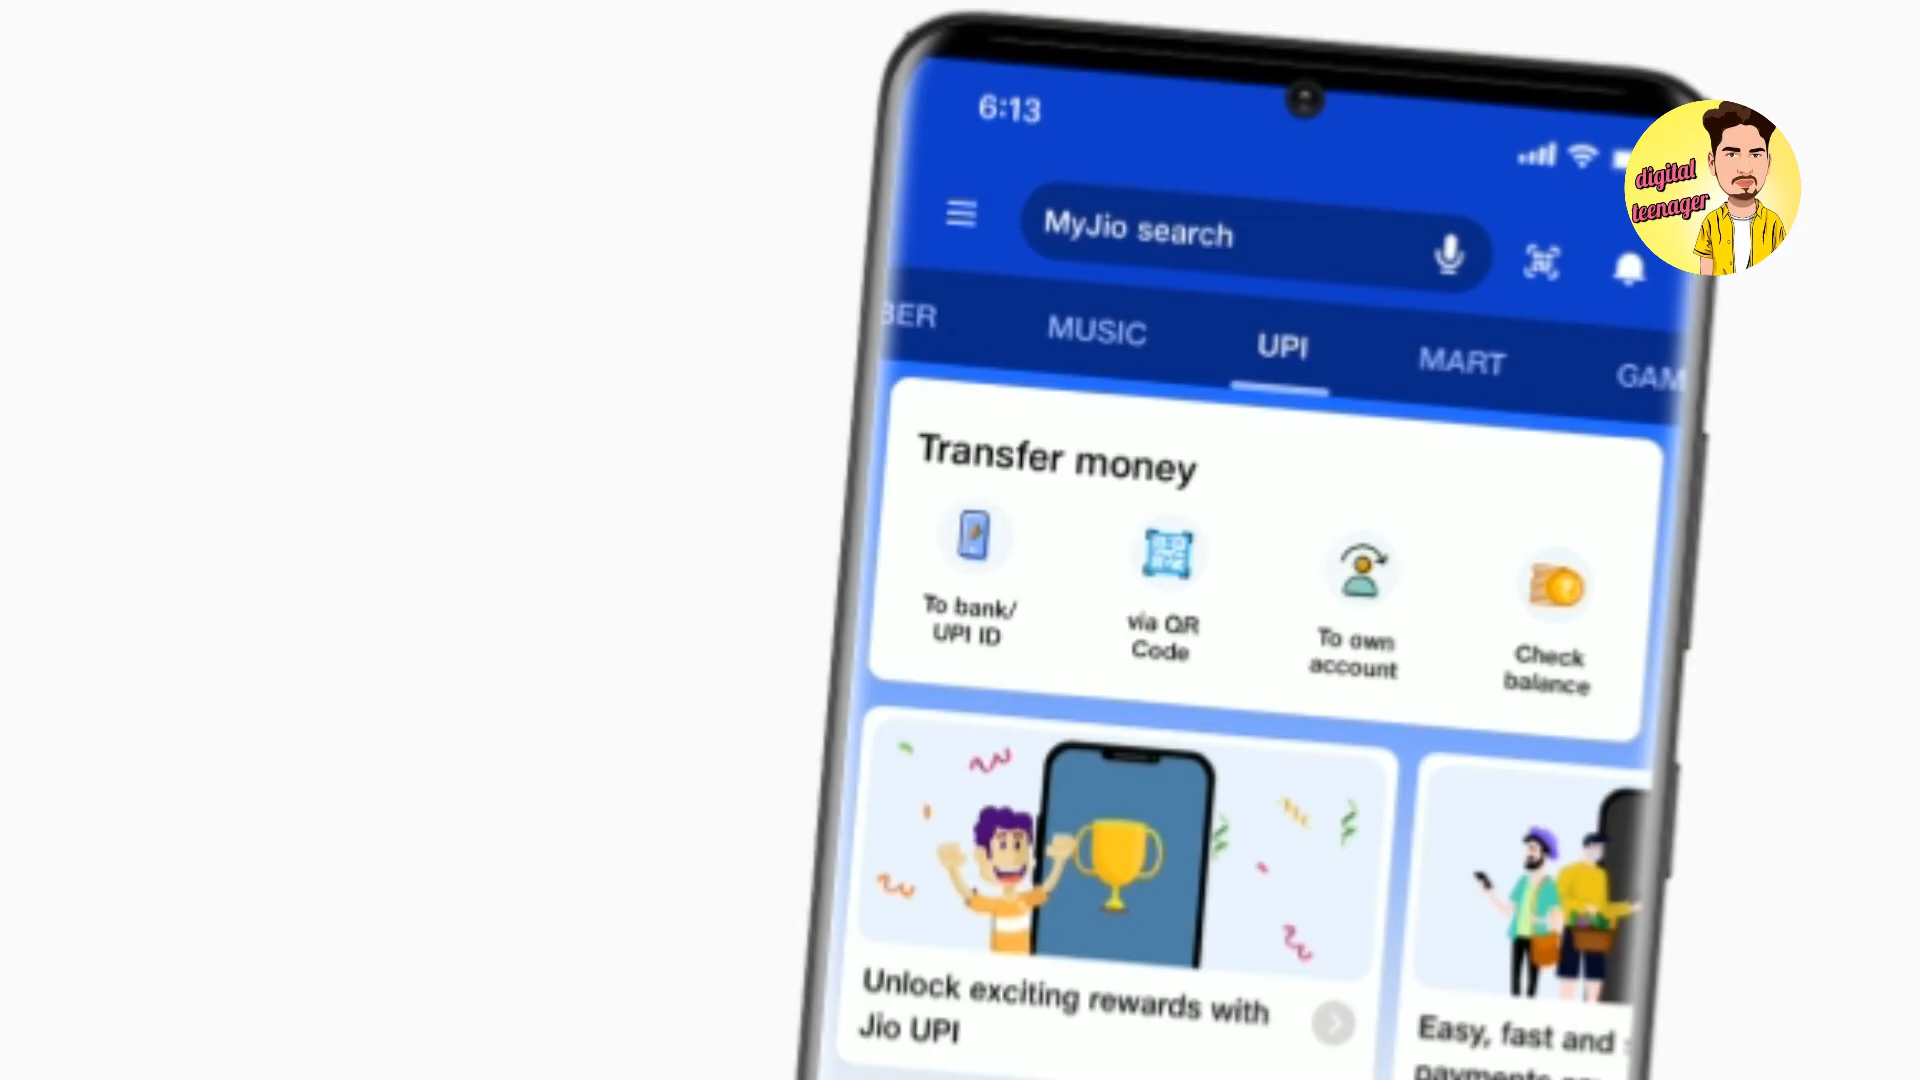 6:13
digital
teenager
MyJio search
BER MUSIC UPI MART GAM
Transfer money
To bank/
UPI ID
via QR
Code
To own
account
Check
balance
Unlock exciting rewards with
Jio UPI
Easy, fast and
payments